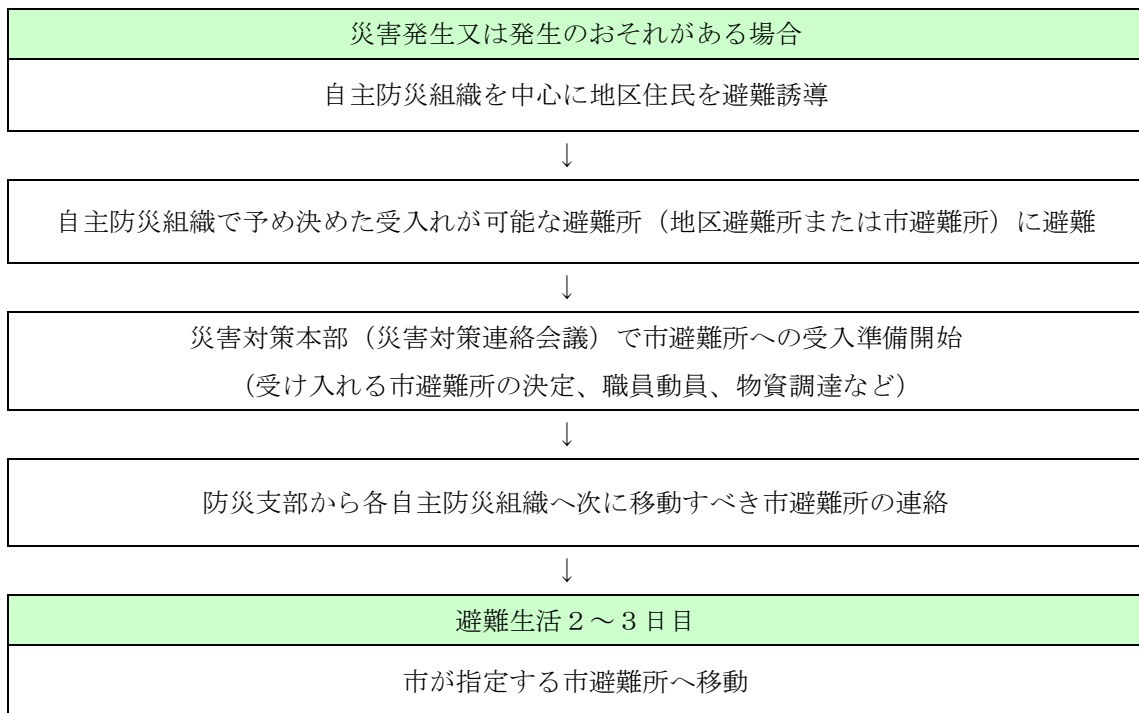 災害発生又は発生のおそれがある場合
自主防災組織を中心に地区住民を避難誘導
↓
自主防災組織で予め決めた受入れが可能な避難所（地区避難所または市避難所）に避難
↓
災害対策本部（災害対策連絡会議）で市避難所への受入準備開始
（受け入れる市避難所の決定、職員動員、物資調達など）
↓
防災支部から各自主防災組織へ次に移動すべき市避難所の連絡
↓
避難生活２～３日目
市が指定する市避難所へ移動